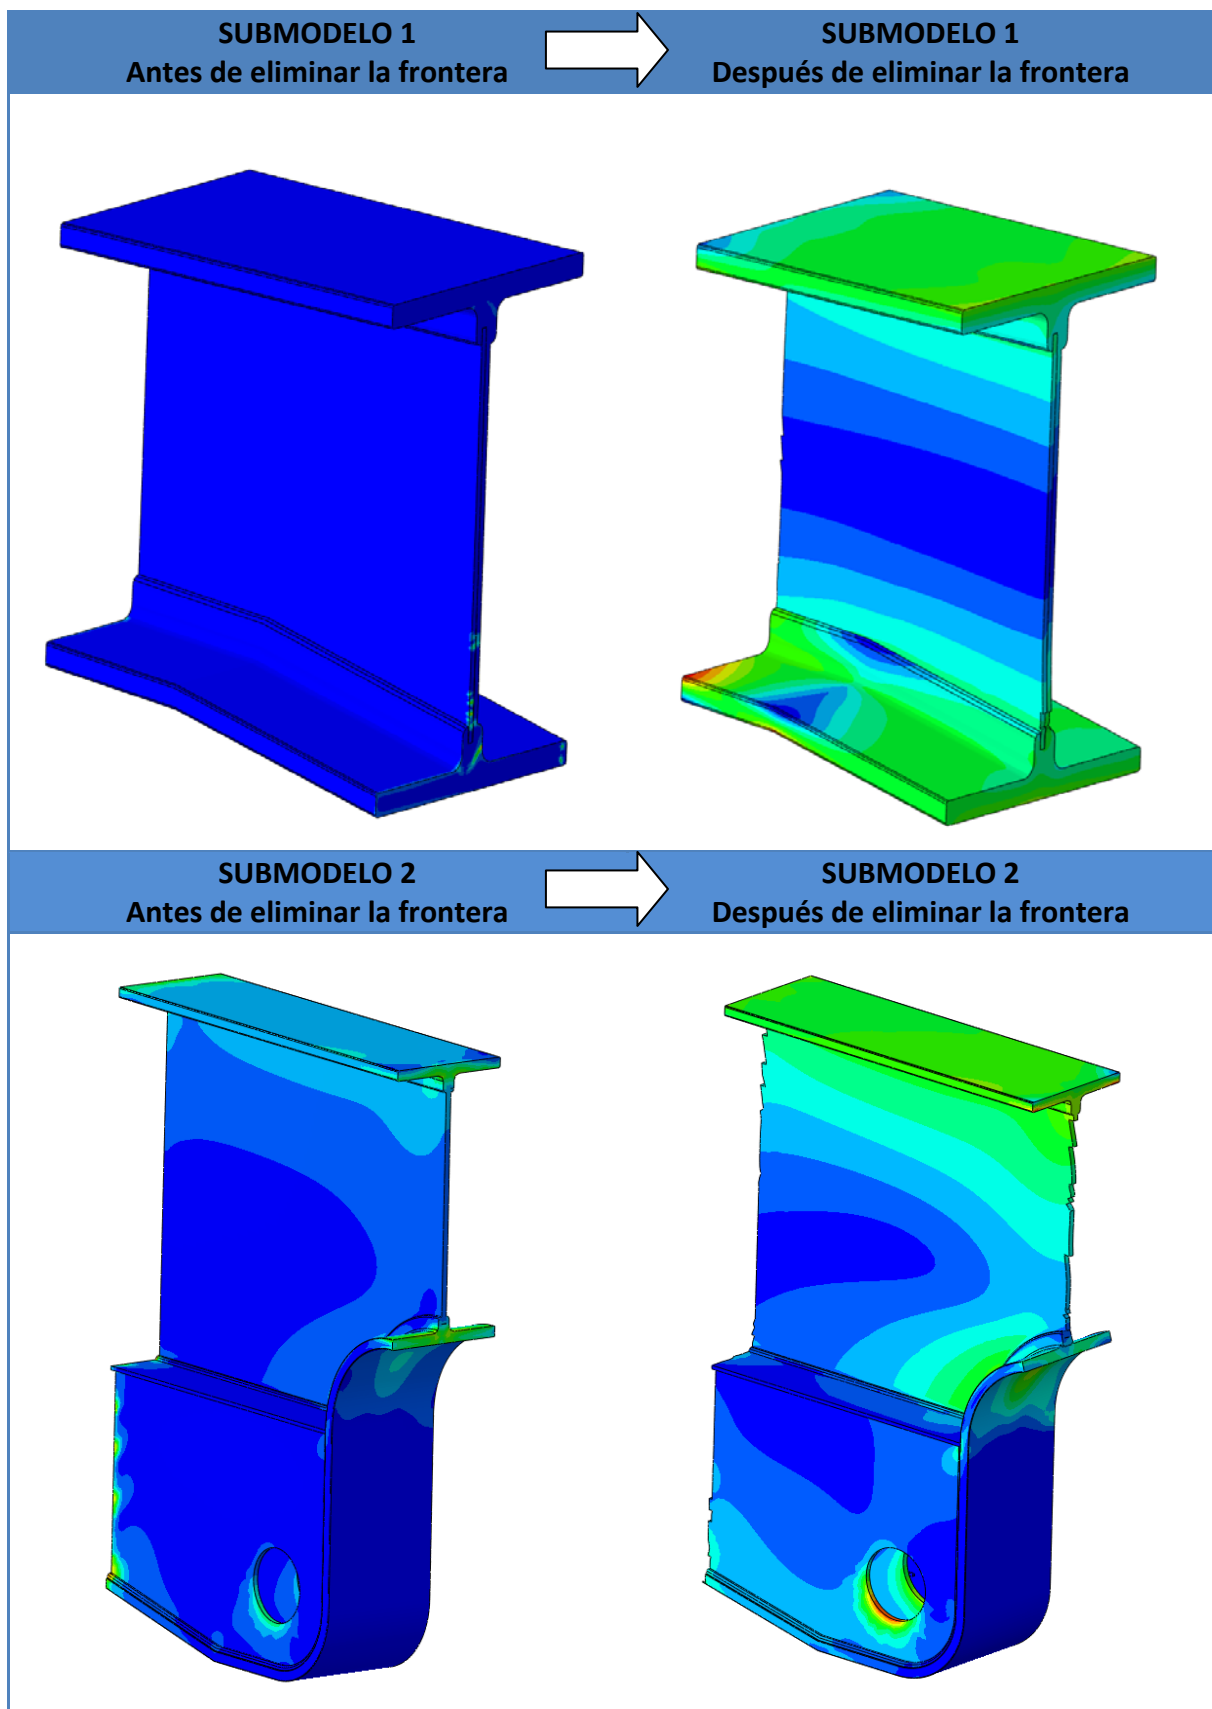 SUBMODELO 1
Antes de eliminar la frontera
SUBMODELO 1
Después de eliminar la frontera
SUBMODELO 2
Antes de eliminar la frontera
SUBMODELO 2
Después de eliminar la frontera